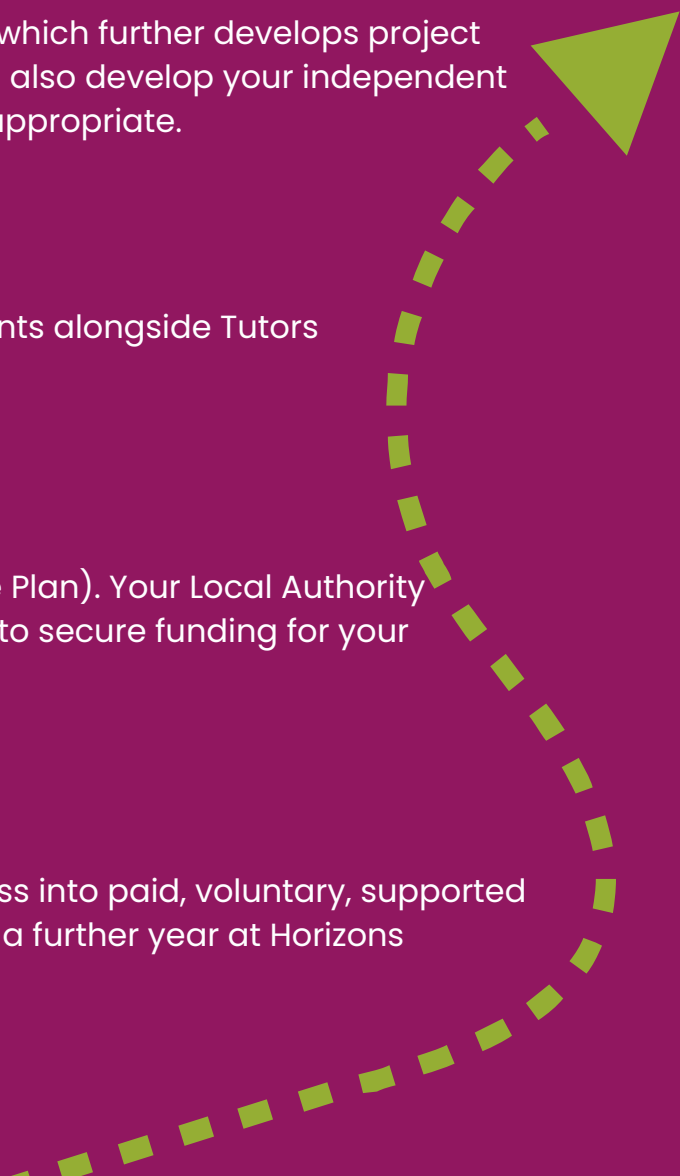 which further develops project
also develop your independent
appropriate.
nts alongside Tutors
Plan). Your Local Authority
to secure funding for your
ss into paid, voluntary, supported
a further year at Horizons